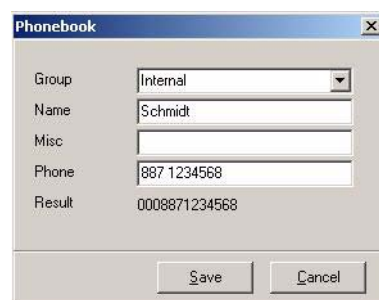 Phonebook
Group Internal
Name Schmidt
Misc
Phone 887 1234568
Result 0008871234568
Save Cancel